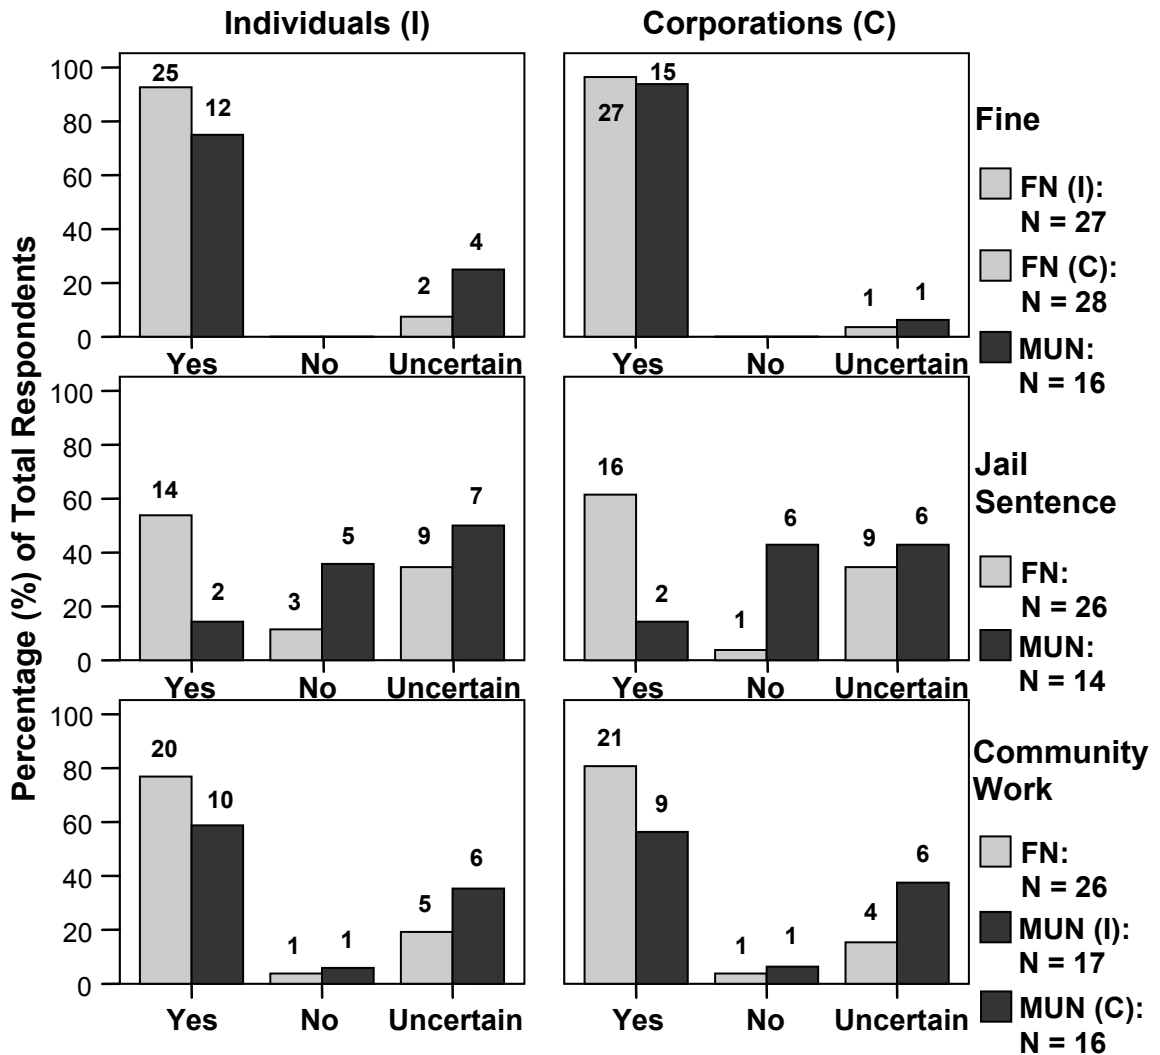 Individuals (I)
Corporations (C)
Percentage (%) of Total Respondents
100
80
60
40
20
0
25
12
2
4
Yes No Uncertain
27
15
1
1
Yes No Uncertain
Fine
FN (I):
N = 27
FN (C):
N = 28
MUN:
N = 16
100
80
60
40
20
0
14
2
3
5
9
7
Yes No Uncertain
16
2
1
6
9
6
Yes No Uncertain
Jail
Sentence
FN:
N = 26
MUN:
N = 14
100
80
60
40
20
0
20
10
1
1
5
6
Yes No Uncertain
21
9
1
1
4
6
Yes No Uncertain
Community
Work
FN:
N = 26
MUN (I):
N = 17
MUN (C):
N = 16